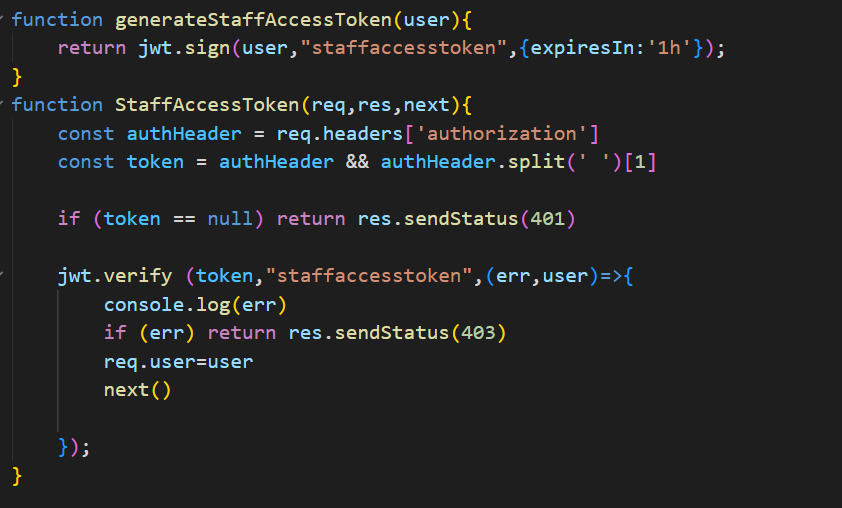 function generateStaffAccessToken(user){
    return jwt.sign(user,"staffaccesstoken",{expiresIn:'1h'});
}
function StaffAccessToken(req,res,next){
    const authHeader = req.headers['authorization']
    const token = authHeader && authHeader.split(' ')[1]
    if (token == null) return res.sendStatus(401)
    jwt.verify (token,"staffaccesstoken",(err,user)=>{
        console.log(err)
        if (err) return res.sendStatus(403)
        req.user=user
        next()
    });
}